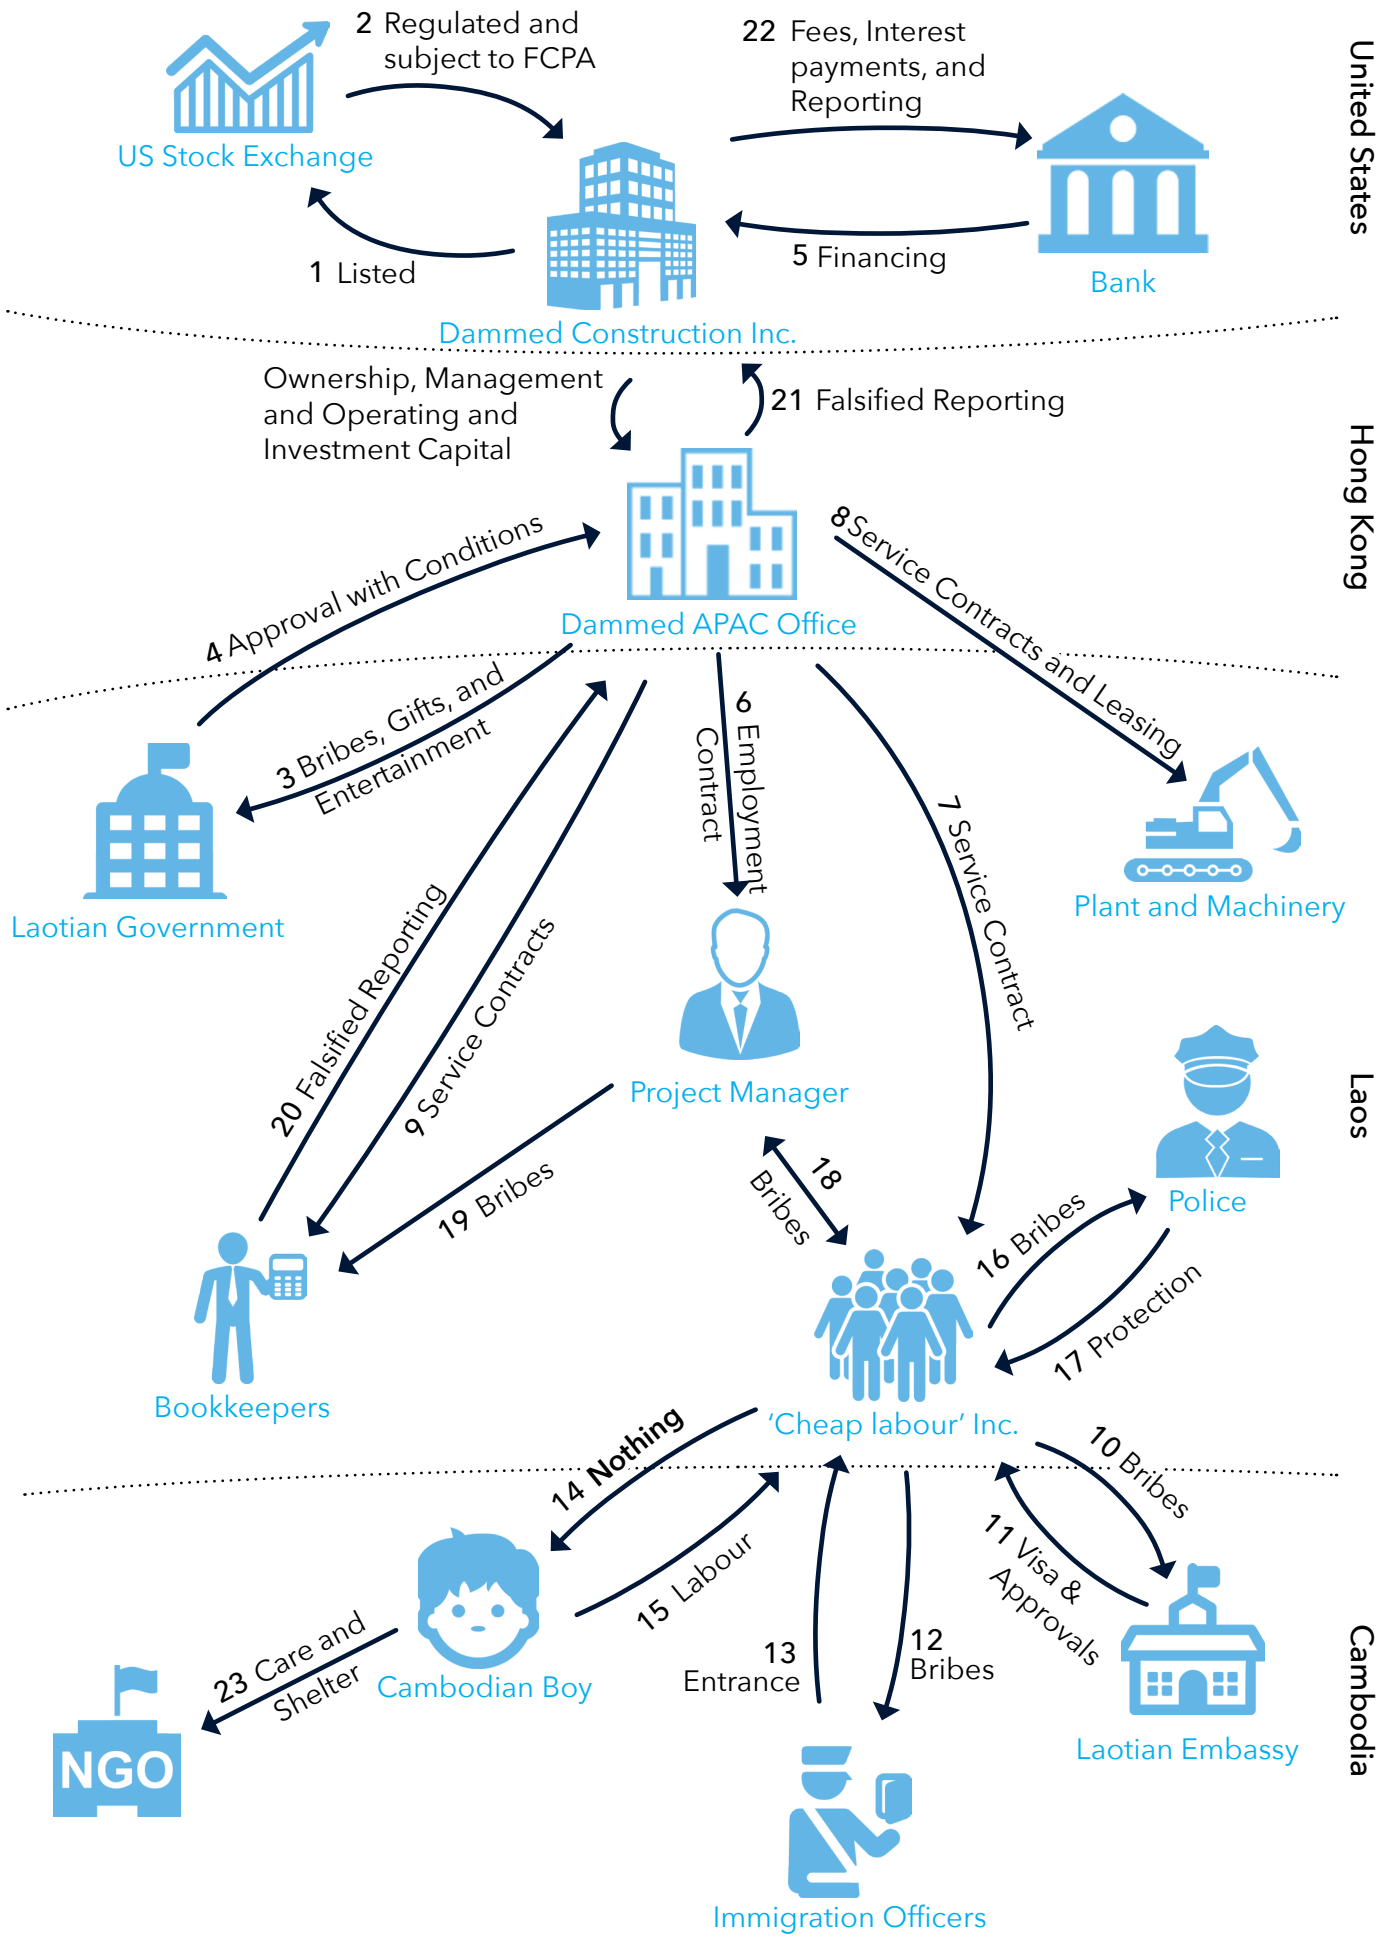 2 Regulated and
subject to FCPA
22 Fees, Interest
payments, and
Reporting
United States
US Stock Exchange
1 Listed
5 Financing
Bank
Dammed Construction Inc.
Ownership, Management
and Operating and
Investment Capital
21 Falsified Reporting
Hong Kong
4 Approval with Conditions
8 Service Contracts and Leasing
Dammed APAC Office
3 Bribes, Gifts, and
Entertainment
6 Employment
Contract
7 Service Contract
Laotian Government
Plant and Machinery
20 Falsified Reporting
9 Service Contracts
Project Manager
Laos
Police
19 Bribes
18
Bribes
16 Bribes
17 Protection
Bookkeepers
'Cheap labour' Inc.
14 Nothing
10 Bribes
15 Labour
11 Visa &
Approvals
13
Entrance
12
Bribes
23 Care and
Shelter
Cambodian Boy
Cambodia
NGO
Laotian Embassy
Immigration Officers